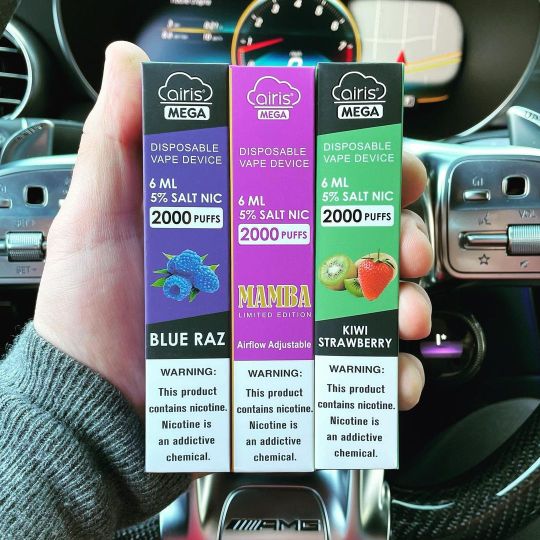 airis®
MEGA
DISPOSABLE
VAPE DEVICE
6 ML
5% SALT NIC
2000 PUFFS
BLUE RAZ
WARNING:
This product
contains nicotine.
Nicotine is
an addictive
chemical.
airis®
MEGA
DISPOSABLE
VAPE DEVICE
6 ML
5% SALT NIC
2000 PUFFS
MAMBA
LIMITED EDITION
Airflow Adjustable
WARNING:
This product
contains nicotine.
Nicotine is
an addictive
chemical.
airis®
MEGA
DISPOSABLE
VAPE DEVICE
6 ML
5% SALT NIC
2000 PUFFS
KIWI
STRAWBERRY
WARNING:
This product
contains nicotine.
Nicotine is
an addictive
chemical.
AMG